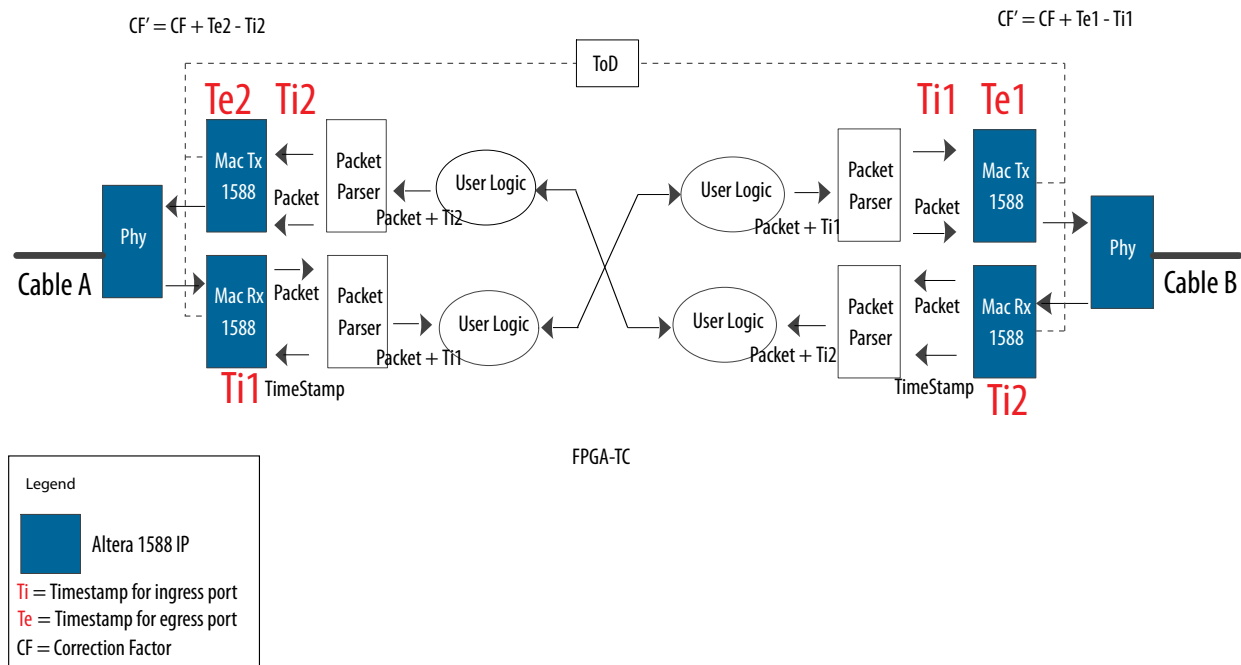 CF’ = CF + Te2 - Ti2
CF’ = CF + Te1 - Ti1
ToD
Te2
Ti2
Ti1
Te1
Mac Tx
1588
Packet
Packet
Parser
User Logic
Packet + Ti2
User Logic
Packet + Ti1
Packet
Parser
Packet
Mac Tx
1588
Phy
Cable A
Phy
Cable B
Mac Rx
1588
Packet
Packet
Parser
User Logic
Packet + Ti1
User Logic
Packet + Ti2
Packet
Parser
Packet
Mac Rx
1588
Ti1
TimeStamp
TimeStamp
Ti2
FPGA-TC
Legend
Altera 1588 IP
Ti = Timestamp for ingress port
Te = Timestamp for egress port
CF = Correction Factor